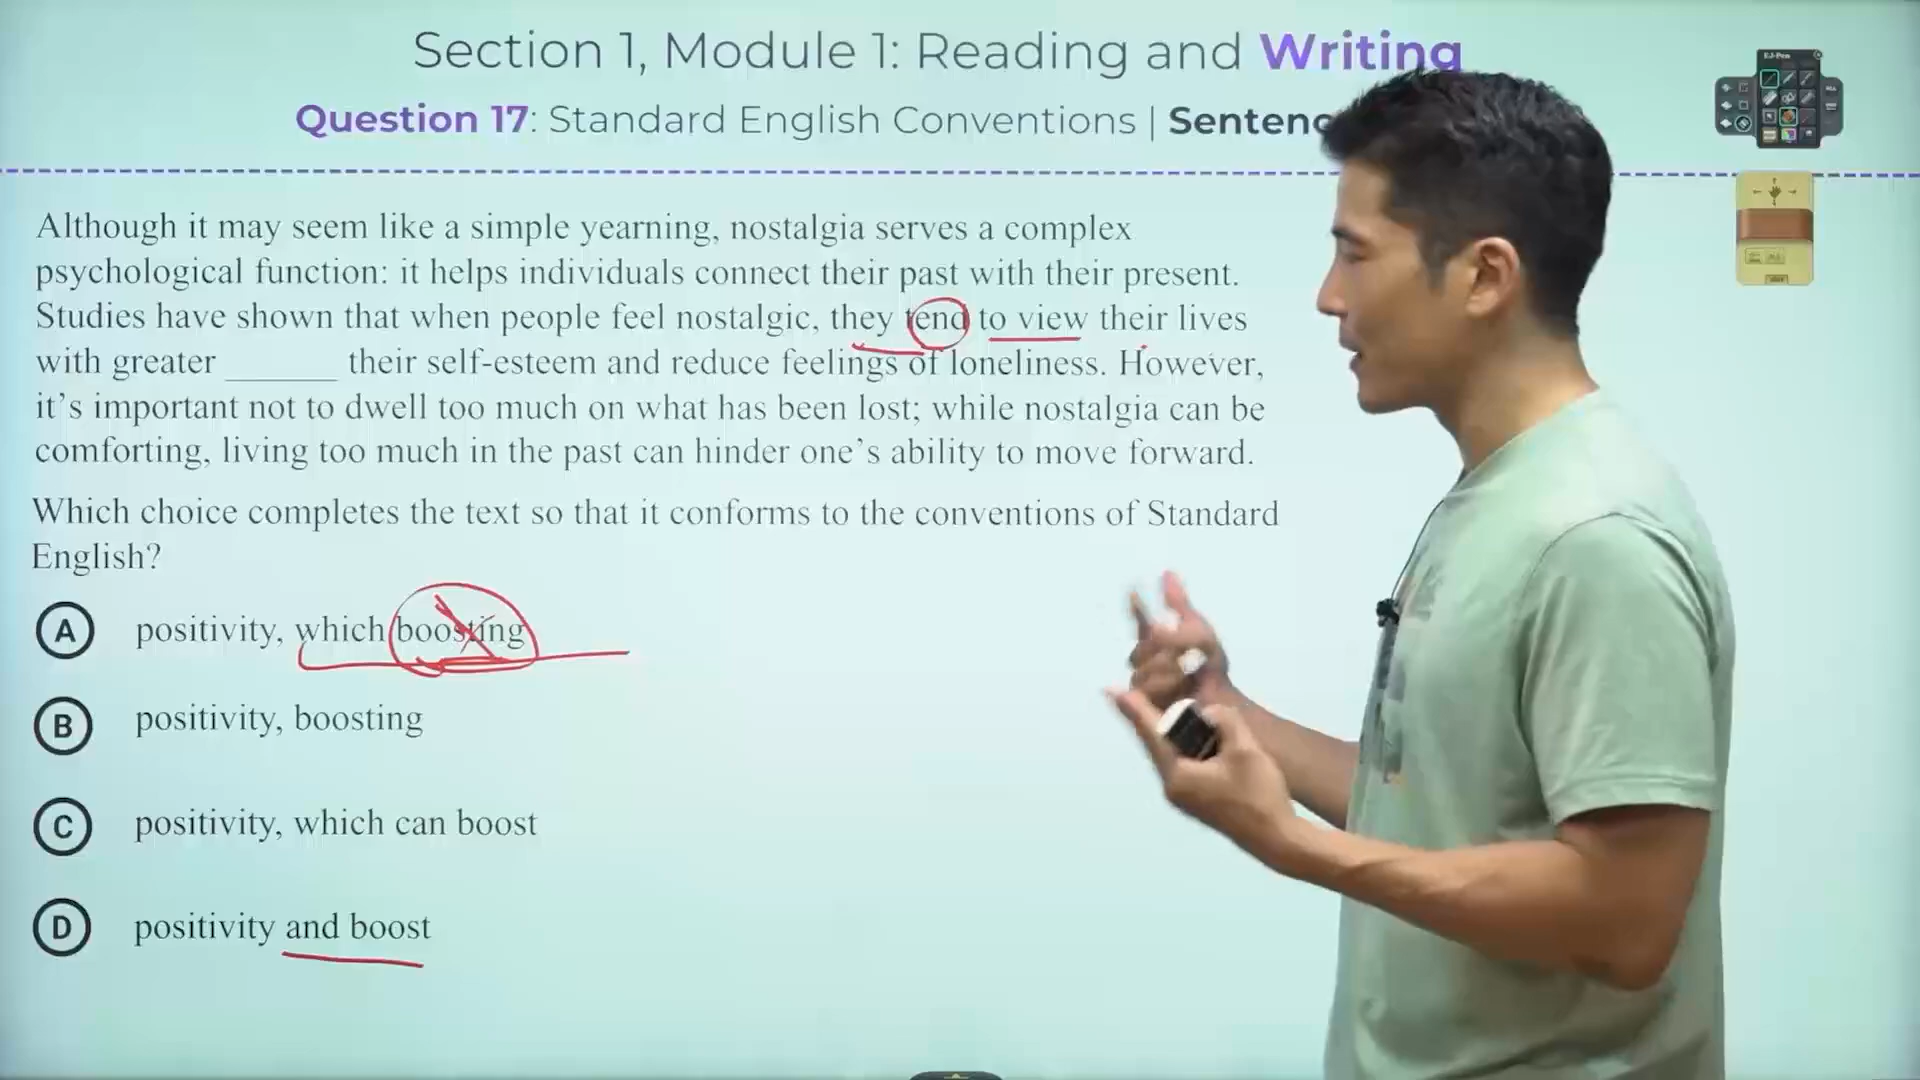 Section 1, Module 1: Reading and Writing
Question 17: Standard English Conventions |
Although it may seem like a simple yearning, nostalgia serves a complex
psychological function: it helps individuals connect their past with their present.
Studies have shown that when people feel nostalgic, they tend to view their lives
with greater ______ their self-esteem and reduce feelings of loneliness. However,
it's important not to dwell too much on what has been lost; while nostalgia can be
comforting, living too much in the past can hinder one's ability to move forward.
Which choice completes the text so that it conforms to the conventions of Standard
English?
A positivity, which boosting
B positivity, boosting
C positivity, which can boost
D positivity and boost